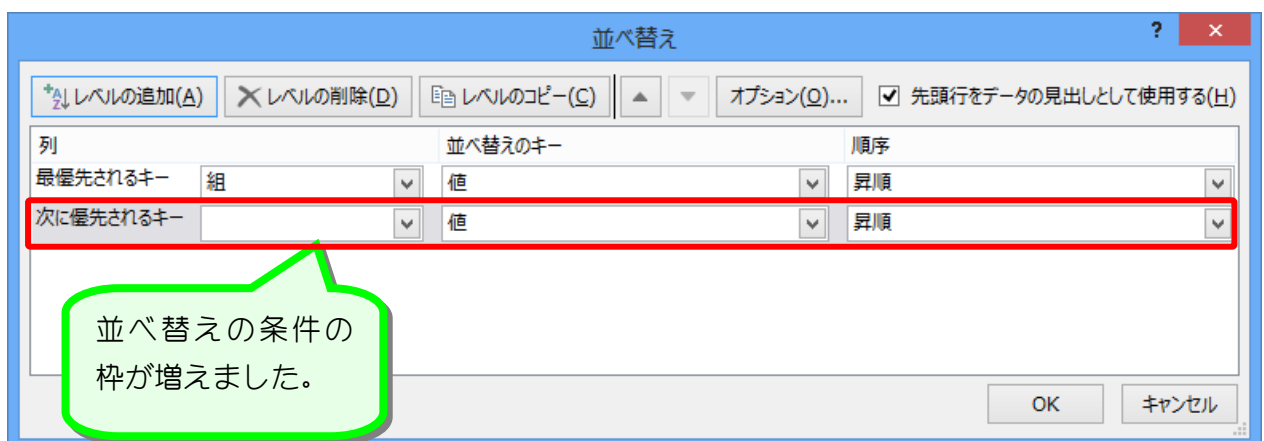 並べ替え
? ×
レベルの追加(A) レベルの削除(D) レベルのコピー(C) オプション(O)... 先頭行をデータの見出しとして使用する(H)
列 並べ替えのキー 順序
最優先されるキー 組 値 昇順
次に優先されるキー 値 昇順
並べ替えの条件の
枠が増えました。
OK キャンセル